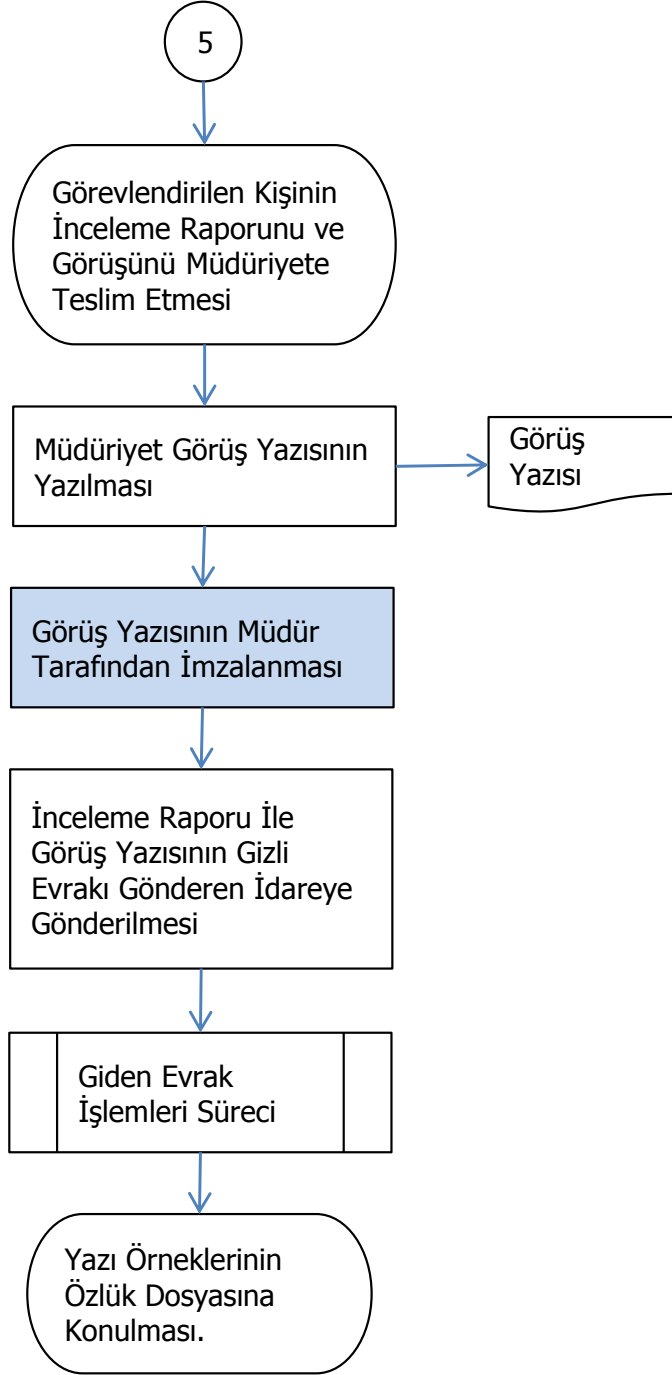 5
Görevlendirilen Kişinin
İnceleme Raporunu ve
Görüşünü Müdüriyete
Teslim Etmesi
Müdüriyet Görüş Yazısının
Yazılması
Görüş
Yazısı
Görüş Yazısının Müdür
Tarafından İmzalanması
İnceleme Raporu İle
Görüş Yazısının Gizli
Evrakı Gönderen İdareye
Gönderilmesi
Giden Evrak
İşlemleri Süreci
Yazı Örneklerinin
Özlük Dosyasına
Konulması.